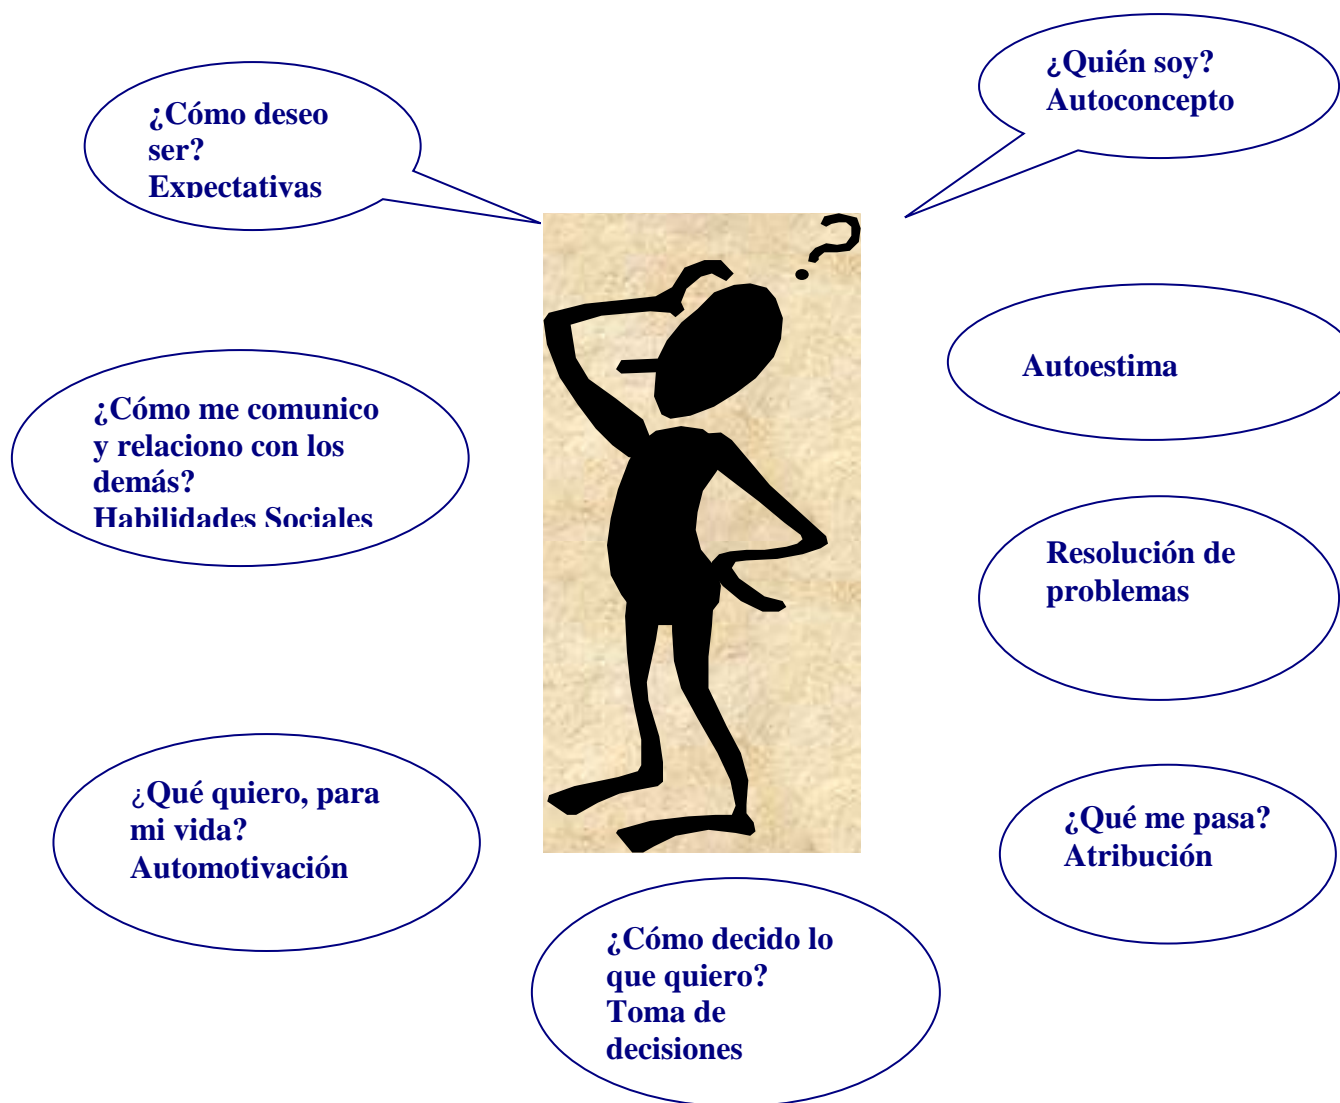 ¿Cómo deseo
ser?
Expectativas
¿Quién soy?
Autoconcepto
?
Autoestima
¿Cómo me comunico
y relaciono con los
demás?
Habilidades Sociales
Resolución de
problemas
¿Qué quiero, para
mi vida?
Automotivación
¿Qué me pasa?
Atribución
¿Cómo decido lo
que quiero?
Toma de
decisiones